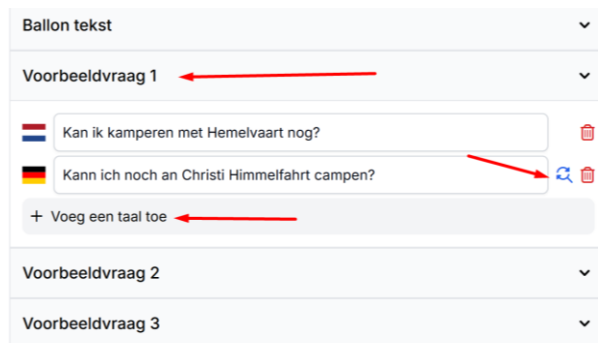 Ballon tekst
Voorbeeldvraag 1
Kan ik kamperen met Hemelvaart nog?
Kann ich noch an Christi Himmelfahrt campen?
+ Voeg een taal toe
Voorbeeldvraag 2
Voorbeeldvraag 3